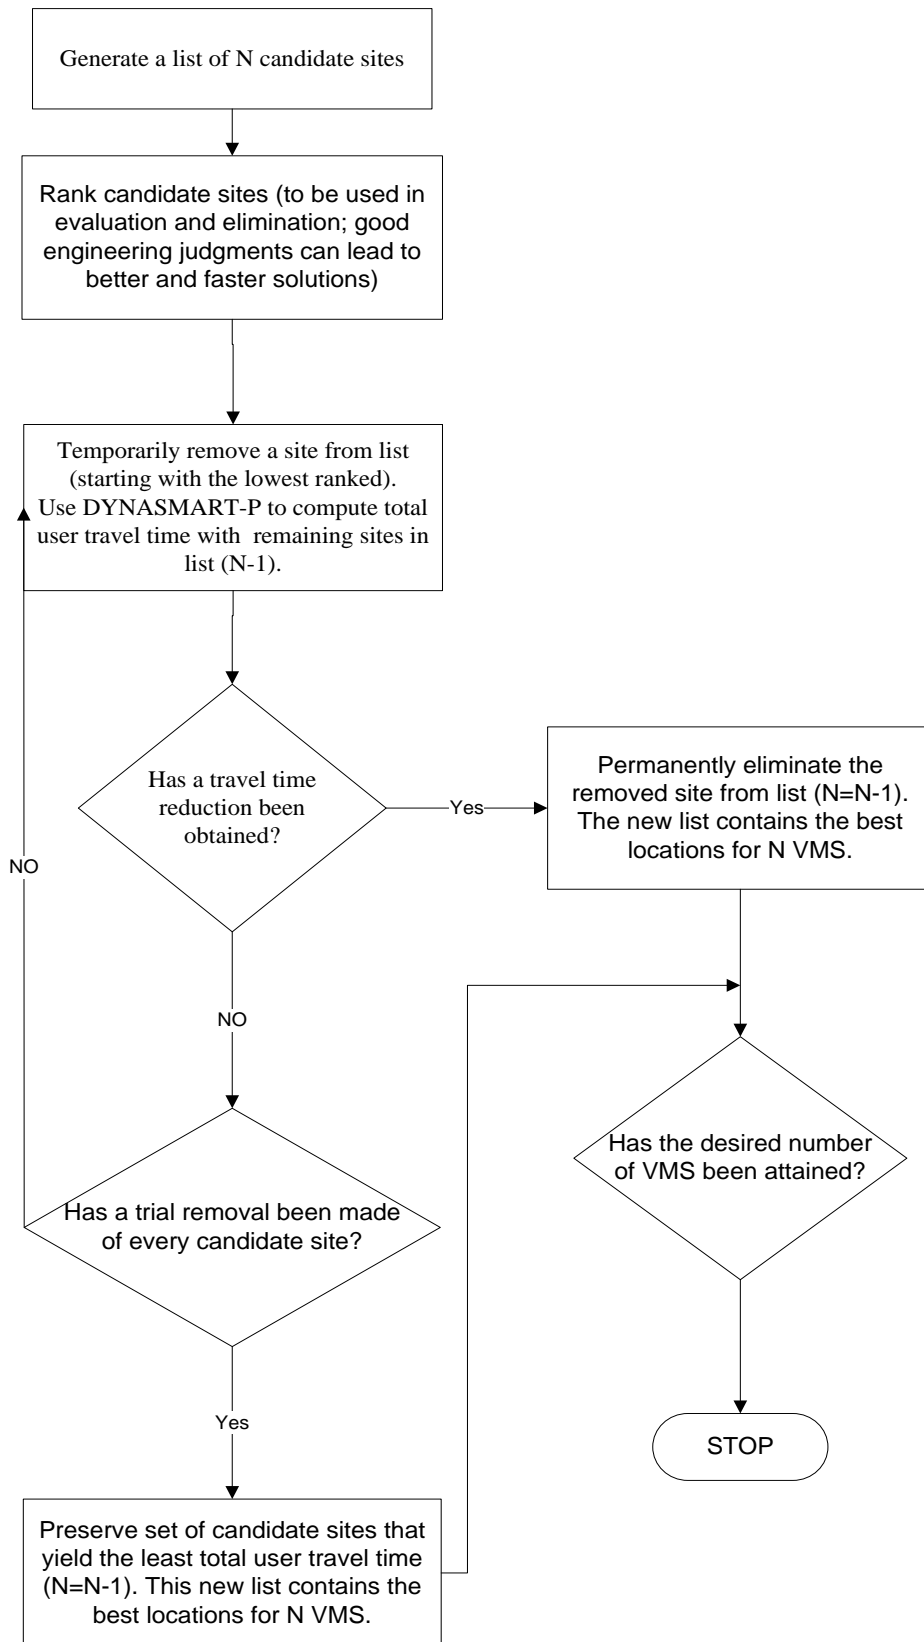 Generate a list of N candidate sites
Rank candidate sites (to be used in
evaluation and elimination; good
engineering judgments can lead to
better and faster solutions)
Temporarily remove a site from list
(starting with the lowest ranked).
Use DYNASMART-P to compute total
user travel time with remaining sites in
list (N-1).
Has a travel time
reduction been
obtained?
Yes
Permanently eliminate the
removed site from list (N=N-1).
The new list contains the best
locations for N VMS.
NO
NO
Has a trial removal been made
of every candidate site?
Has the desired number
of VMS been attained?
Yes
STOP
Preserve set of candidate sites that
yield the least total user travel time
(N=N-1). This new list contains the
best locations for N VMS.